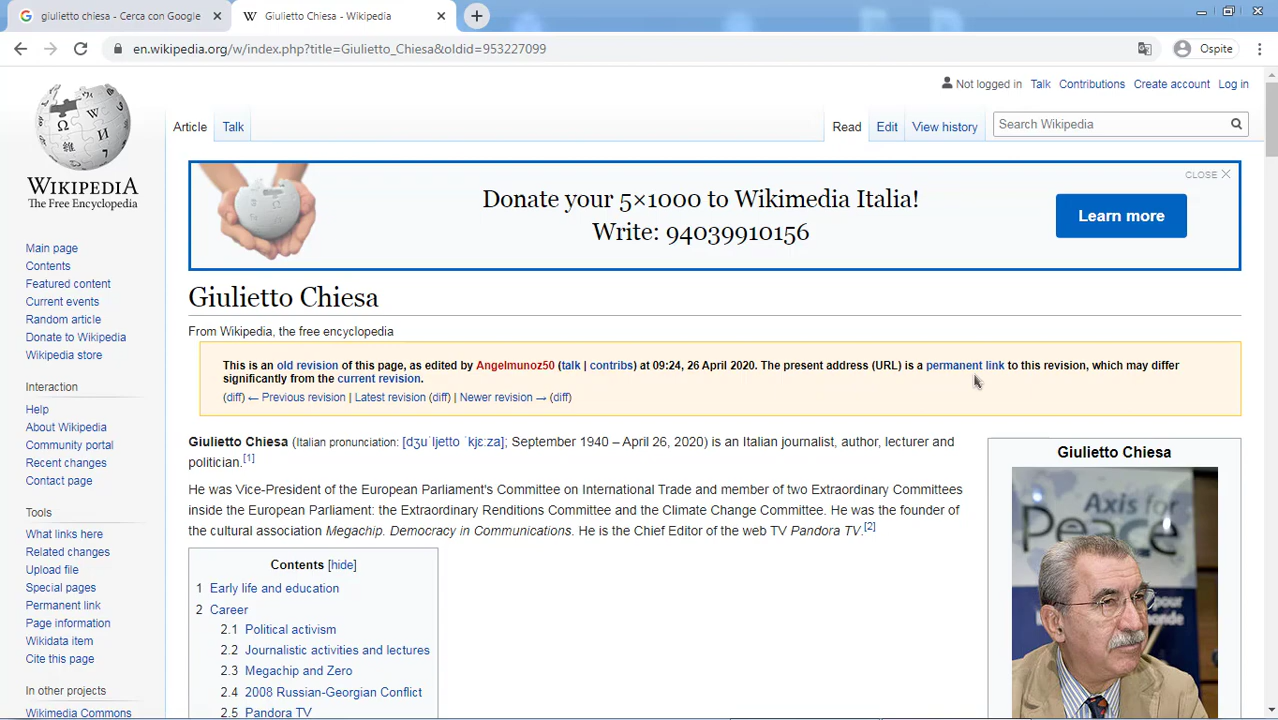 giulietto chiesa - Cerca con Google
Giulietto Chiesa - Wikipedia
en.wikipedia.org/w/index.php?title=Giulietto_Chiesa&oldid=953227099
Ospite
Not logged in Talk Contributions Create account Log in
Article Talk
Read Edit View history
Search Wikipedia
WIKIPEDIA
The Free Encyclopedia
Main page
Contents
Featured content
Current events
Random article
Donate to Wikipedia
Wikipedia store
Interaction
Help
About Wikipedia
Community portal
Recent changes
Contact page
Tools
What links here
Related changes
Upload file
Special pages
Permanent link
Page information
Wikidata item
Cite this page
In other projects
Wikimedia Commons
CLOSE
Donate your 5×1000 to Wikimedia Italia!
Write: 94039910156
Learn more
Giulietto Chiesa
From Wikipedia, the free encyclopedia
This is an old revision of this page, as edited by Angelmunoz50 (talk | contribs) at 09:24, 26 April 2020. The present address (URL) is a permanent link to this revision, which may differ
significantly from the current revision.
(diff) ← Previous revision | Latest revision (diff) | Newer revision → (diff)
Giulietto Chiesa (Italian pronunciation: [dʒuˈljetto ˈkjɛːza]; September 1940 – April 26, 2020) is an Italian journalist, author, lecturer and
politician.[1]
He was Vice-President of the European Parliament's Committee on International Trade and member of two Extraordinary Committees
inside the European Parliament: the Extraordinary Renditions Committee and the Climate Change Committee. He was the founder of
the cultural association Megachip. Democracy in Communications. He is the Chief Editor of the web TV Pandora TV.[2]
Contents [hide]
1 Early life and education
2 Career
2.1 Political activism
2.2 Journalistic activities and lectures
2.3 Megachip and Zero
2.4 2008 Russian-Georgian Conflict
2.5 Pandora TV
Giulietto Chiesa
Axis for
Peace